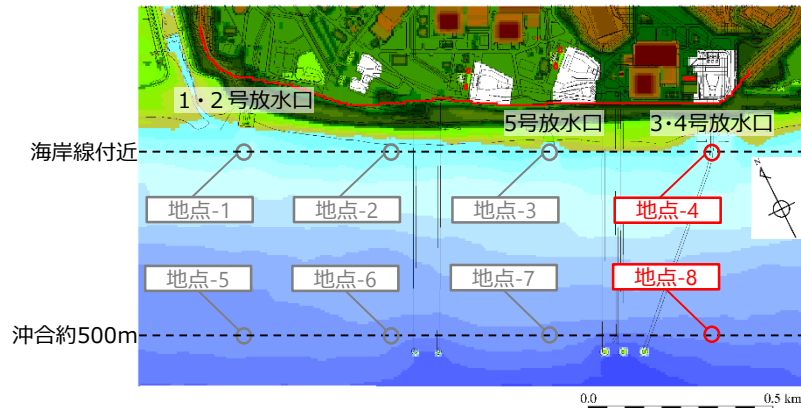 1・2号放水口
5号放水口
3・4号放水口
海岸線付近
地点-1
地点-2
地点-3
地点-4
N
地点-5
地点-6
地点-7
地点-8
沖合約500m
0.0
0.5 km